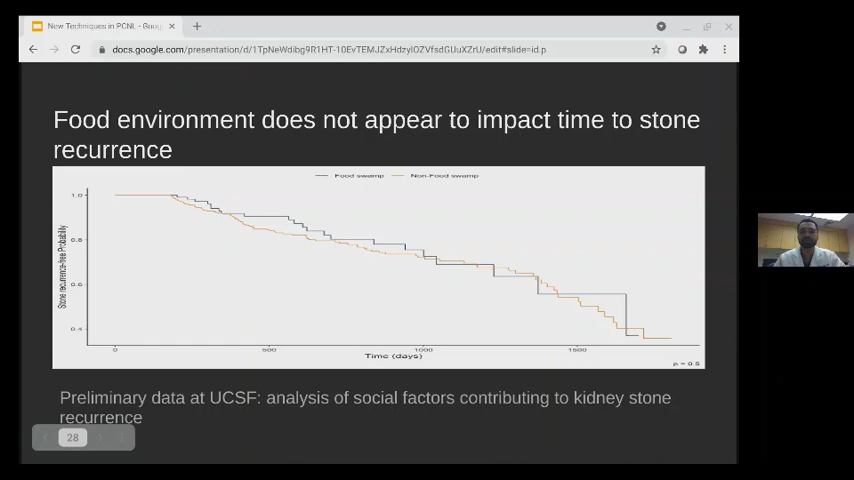 New Techniques in PCNL - Goog
docs.google.com/presentation/d/1TpNeWdibg9R1HT-10EvTEMJZxHdzylOZVfsdGUuXZrU/edit#slide=id.p
Food environment does not appear to impact time to stone
recurrence
Food swamp Non-Food swamp
1.0
0.8
0.6
0.4
Stone recurrence-free Probability
0 500 1000 1500
Time (days)
p = 0.5
Preliminary data at UCSF: analysis of social factors contributing to kidney stone
recurrence
28